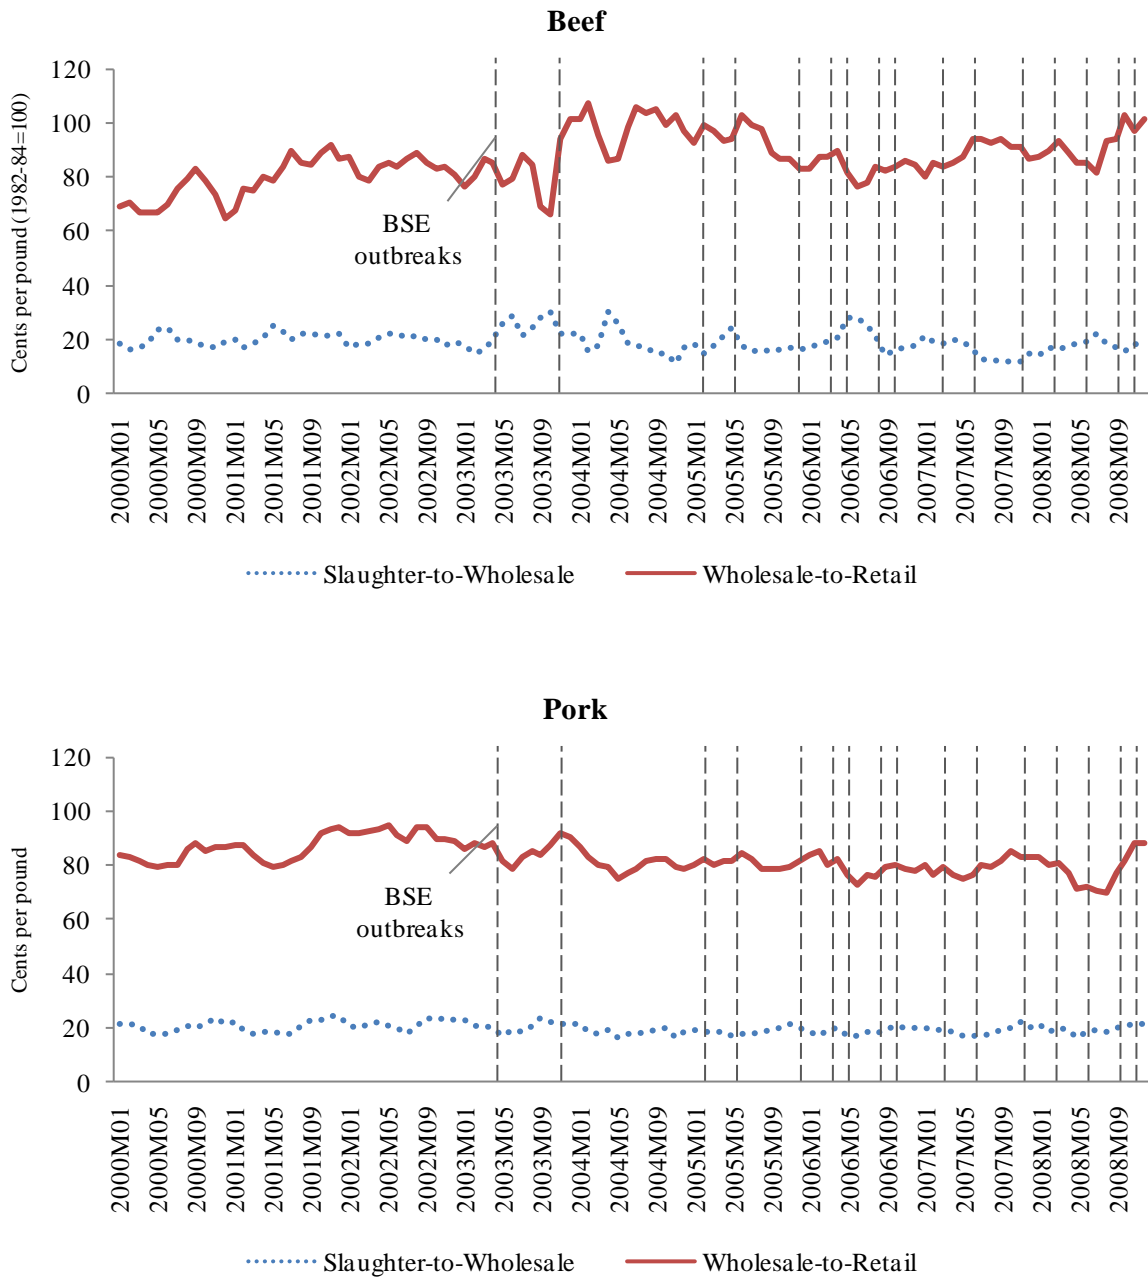 Beef
Cents per pound (1982-84=100)
120
100
80
60
40
20
0
BSE
outbreaks
2000M01
2000M05
2000M09
2001M01
2001M05
2001M09
2002M01
2002M05
2002M09
2003M01
2003M05
2003M09
2004M01
2004M05
2004M09
2005M01
2005M05
2005M09
2006M01
2006M05
2006M09
2007M01
2007M05
2007M09
2008M01
2008M05
2008M09
Slaughter-to-Wholesale
Wholesale-to-Retail
Pork
Cents per pound
120
100
80
60
40
20
0
BSE
outbreaks
2000M01
2000M05
2000M09
2001M01
2001M05
2001M09
2002M01
2002M05
2002M09
2003M01
2003M05
2003M09
2004M01
2004M05
2004M09
2005M01
2005M05
2005M09
2006M01
2006M05
2006M09
2007M01
2007M05
2007M09
2008M01
2008M05
2008M09
Slaughter-to-Wholesale
Wholesale-to-Retail